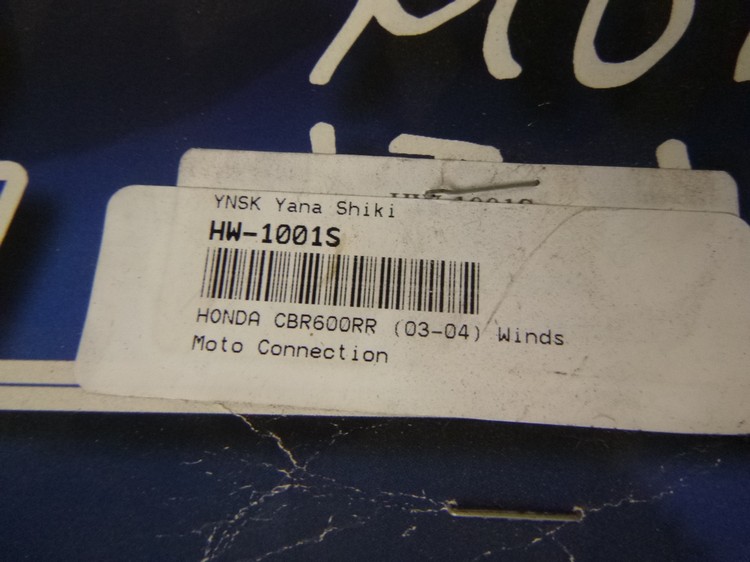 YNSK Yana Shiki
HW-1001S
HONDA CBR600RR (03-04) Winds
Moto Connection